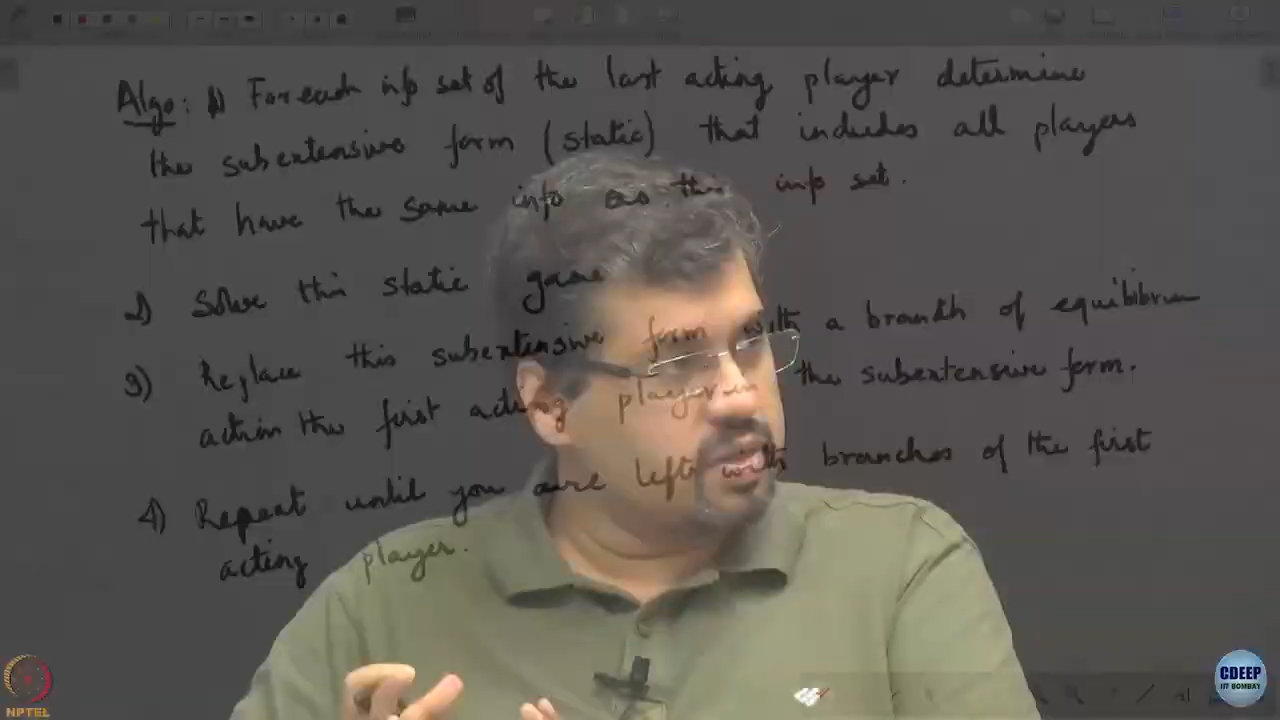 Algo: 1) For each info set of the last acting player determine
the subextensive form (static) that includes all players
that have the same info as this info set.
2) Solve this static game
3) Replace this subextensive form with a branch of equilibrium
action the first acting player in the subextensive form.
4) Repeat until you are left with branches of the first
acting player.
NPTEL
CDEEP
IIT BOMBAY